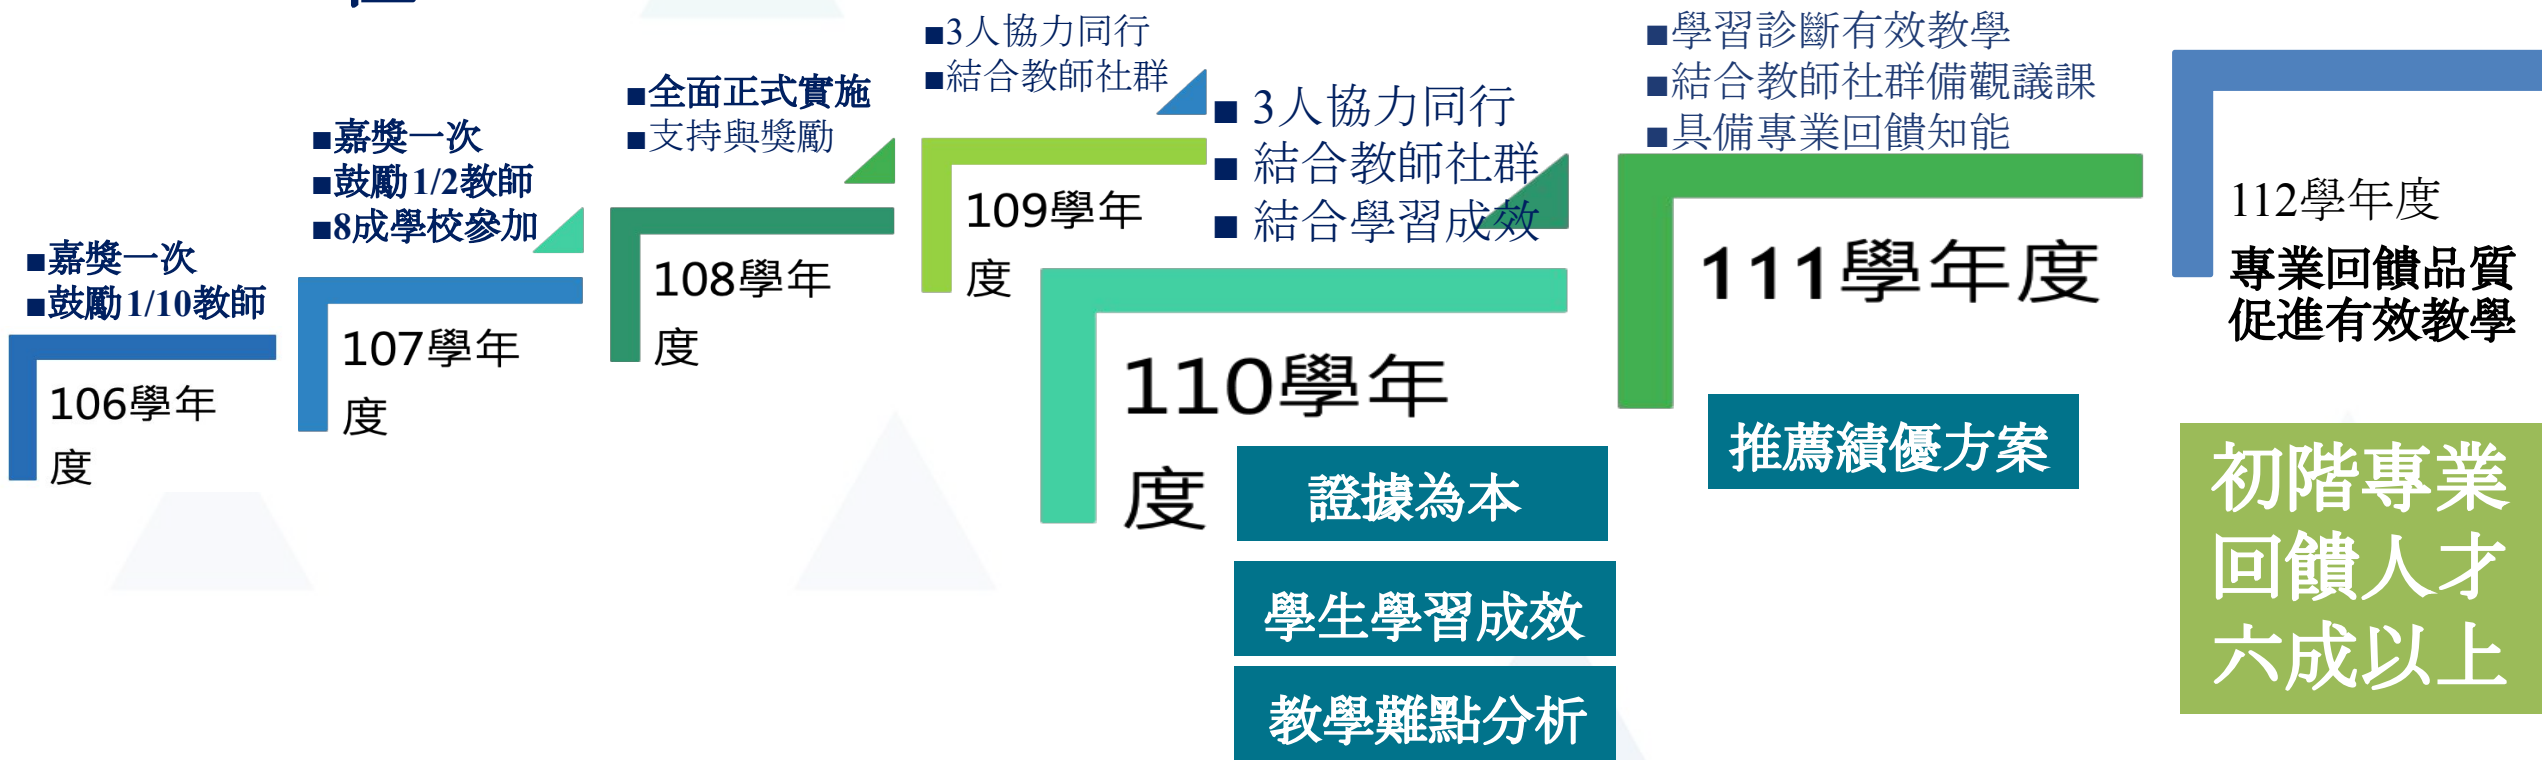 ■嘉獎一次
■鼓勵1/10教師
106學年
度
■嘉獎一次
■鼓勵1/2教師
■8成學校參加
107學年
度
■全面正式實施
■支持與獎勵
108學年
度
■3人協力同行
■結合教師社群
109學年
度
■ 3人協力同行
■ 結合教師社群
■ 結合學習成效
110學年
度
證據為本
學生學習成效
教學難點分析
■學習診斷有效教學
■結合教師社群備觀議課
■具備專業回饋知能
111學年度
推薦績優方案
112學年度
專業回饋品質
促進有效教學
初階專業
回饋人才
六成以上